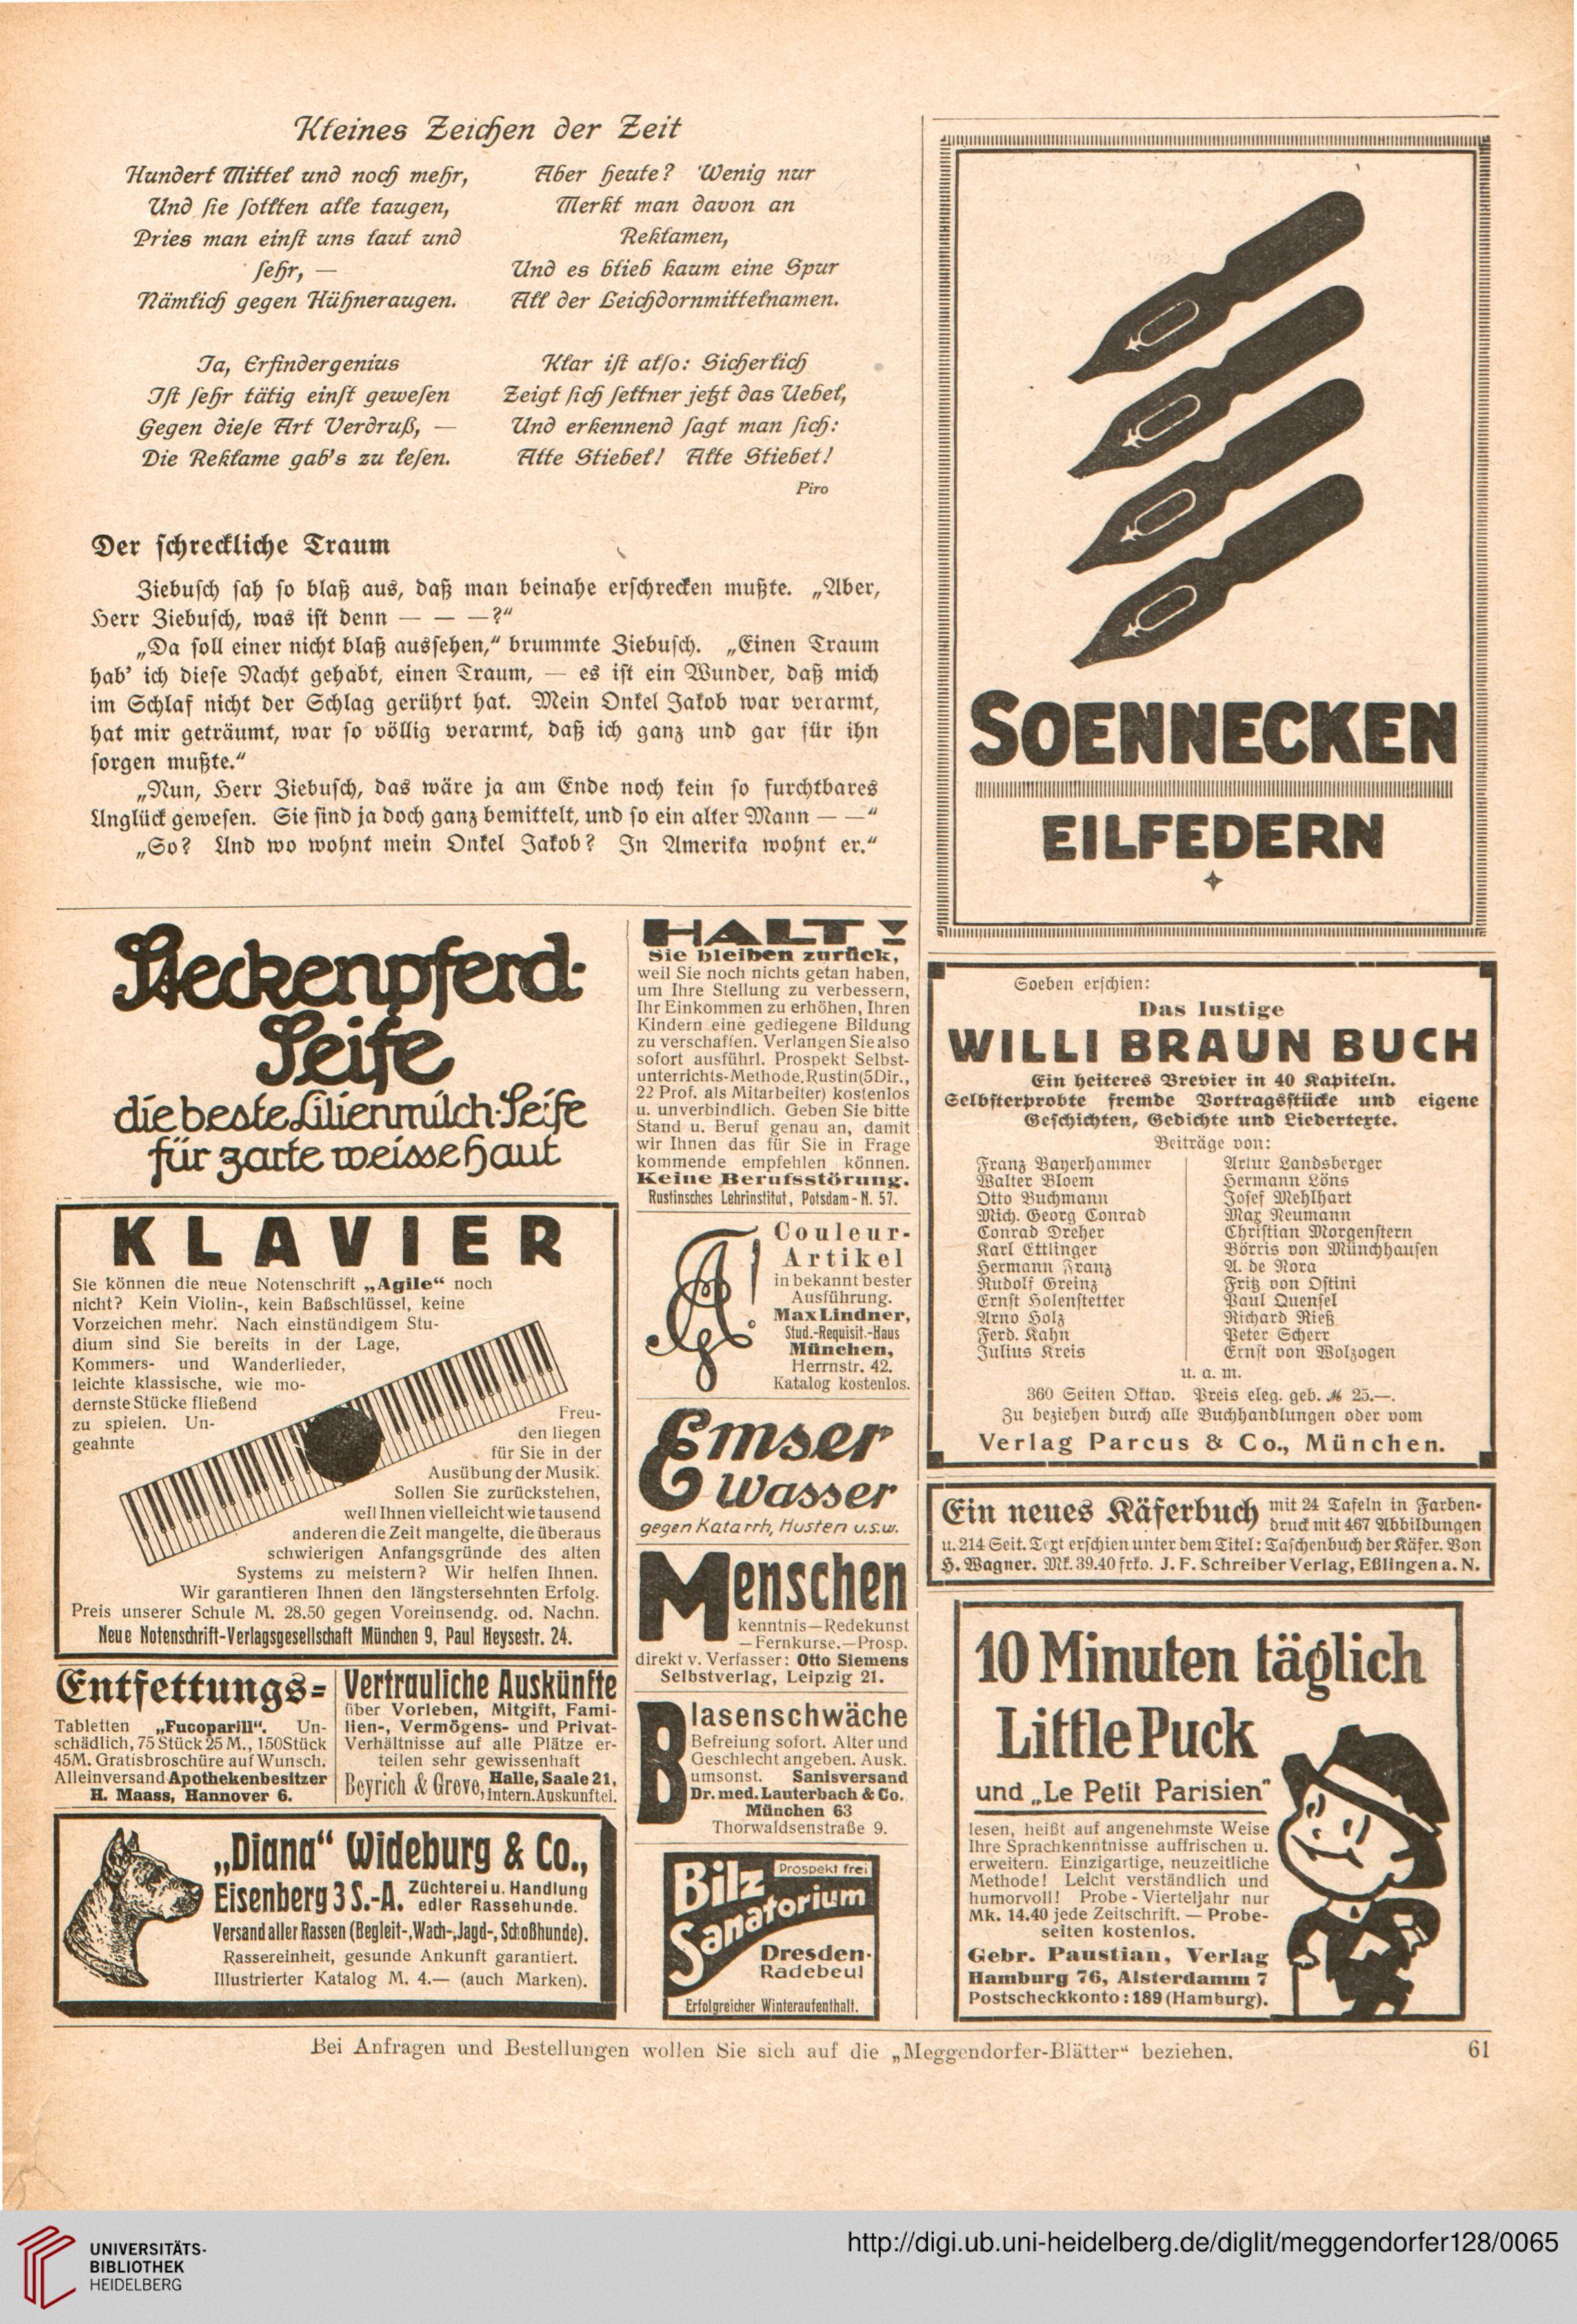 Kleines Zeichen der Zeit
Hundert Mittel und noch mehr,
Und sie sollten alle taugen,
Pries man einst uns laut und
sehr, —
Nämlich gegen Hühneraugen.
Ja, Erfindergenius
Ist sehr tätig einst gewesen
Gegen diese Art Verdruß, —
Die Reklame gab's zu lesen.
Aber heute? Wenig nur
Merkt man davon an
Reklamen,
Und es blieb kaum eine Spur
All der Leichdornmittelnamen.
Klar ist also: Sicherlich
Zeigt sich seltner jetzt das Uebel,
Und erkennend sagt man sich:
Alte Stiebel! Alte Stiebel!
Piro
Der schreckliche Traum
Ziebusch sah so blaß aus, daß man beinahe erschrecken mußte. „Aber,
Herr Ziebusch, was ist denn — — —?“
„Da soll einer nicht blaß aussehen,“ brummte Ziebusch. „Einen Traum
hab' ich diese Nacht gehabt, einen Traum, — es ist ein Wunder, daß mich
im Schlaf nicht der Schlag gerührt hat. Mein Onkel Jakob war verarmt,
hat mir geträumt, war so völlig verarmt, daß ich ganz und gar für ihn
sorgen mußte.“
„Nun, Herr Ziebusch, das wäre ja am Ende noch kein so furchtbares
Unglück gewesen. Sie sind ja doch ganz bemittelt, und so ein alter Mann — —“
„So? Und wo wohnt mein Onkel Jakob? In Amerika wohnt er.“
SOENNECKEN
EILFEDERN
Steckenpferd-
Seife
die beste Lilienmilch-Seife
für zarte weisse Haut
KLAVIER
Sie können die neue Notenschrift „Agile“ noch
nicht? Kein Violin-, kein Baßschlüssel, keine
Vorzeichen mehr. Nach einstündigem Stu-
dium sind Sie bereits in der Lage,
Kommers- und Wanderlieder,
leichte klassische, wie mo-
dernste Stücke fließend
zu spielen. Un-
geahnte
Freu-
den liegen
für Sie in der
Ausübung der Musik.
Sollen Sie zurückstehen,
weil Ihnen vielleicht wie tausend
anderen die Zeit mangelte, die überaus
schwierigen Anfangsgründe des alten
Systems zu meistern? Wir helfen Ihnen.
Wir garantieren Ihnen den längstersehnten Erfolg.
Preis unserer Schule M. 28.50 gegen Voreinsendg. od. Nachn.
Neue Notenschrift-Verlagsgesellschaft München 9, Paul Heysestr. 24.
Entfettungs-
Tabletten „Fucoparill“. Un-
schädlich, 75 Stück 25 M., 150 Stück
45 M. Gratisbroschüre auf Wunsch.
Alleinversand Apothekenbesitzer
H. Maass, Hannover 6.
Vertrauliche Auskünfte
über Vorleben, Mitgift, Fami-
lien-, Vermögens- und Privat-
Verhältnisse auf alle Plätze er-
teilen sehr gewissenhaft
Beyrich & Greve, Halle, Saale 21,
intern. Auskunftei.
„Diana“ Wideburg & Co.,
Eisenberg 3 S.-A. Züchterei u. Handlung
edler Rassehunde.
Versand aller Rassen (Begleit-, Wach-, Jagd-, Schoßhunde).
Rassereinheit, gesunde Ankunft garantiert.
Illustrierter Katalog M. 4.— (auch Marken).
HALT!
Sie bleiben zurück,
weil Sie noch nichts getan haben,
um Ihre Stellung zu verbessern,
Ihr Einkommen zu erhöhen, Ihren
Kindern eine gediegene Bildung
zu verschaffen. Verlangen Sie also
sofort ausführl. Prospekt Selbst-
unterrichts-Methode. Rustin (5 Dir.,
22 Prof. als Mitarbeiter) kostenlos
u. unverbindlich. Geben Sie bitte
Stand u. Beruf genau an, damit
wir Ihnen das für Sie in Frage
kommende empfehlen können.
Keine Berufsstörung.
Rustinsches Lehrinstitut, Potsdam-N. 57.
Couleur-
Artikel
in bekannt bester
Ausführung.
Max Lindner,
Stud.-Requisit.-Haus
München,
Herrnstr. 42.
Katalog kostenlos.
Emser
Wasser
gegen Katarrh, Husten u.s.w.
Menschen
kenntnis—Redekunst
—Fernkurse.—Prosp.
direkt v. Verfasser: Otto Siemens
Selbstverlag, Leipzig 21.
Blasenschwäche
Befreiung sofort. Alter und
Geschlecht angeben. Ausk.
umsonst. Sanisversand
Dr. med. Lauterbach & Co.
München 63
Thorwaldsenstraße 9.
Bilz Prospekt frei
Sanatorium
Dresden-
Radebeul
Erfolgreicher Winteraufenthalt.
Soeben erschien:
Das lustige
WILLI BRAUN BUCH
Ein heiteres Brevier in 40 Kapiteln.
Selbsterprobte fremde Vortragsstücke und eigene
Geschichten, Gedichte und Liedertexte.
Beiträge von:
Franz Bayerhammer
Walter Bloem
Otto Buchmann
Mich. Georg Conrad
Conrad Dreher
Karl Ettlinger
Hermann Franz
Rudolf Greinz
Ernst Holenstetter
Arno Holz
Ferd. Kahn
Julius Kreis
Artur Landsberger
Hermann Löns
Josef Mehlhart
Max Neumann
Christian Morgenstern
Börris von Münchhausen
A. de Nora
Fritz von Ostini
Paul Quensel
Richard Rieß
Peter Scherr
Ernst von Wolzogen
u. a. m.
360 Seiten Oktav. Preis eleg. geb. ℳ 25.—.
Zu beziehen durch alle Buchhandlungen oder vom
Verlag Parcus & Co., München.
Ein neues Käferbuch mit 24 Tafeln in Farben-
druck mit 467 Abbildungen
u. 214 Seit. Text erschien unter dem Titel: Taschenbuch der Käfer. Von
H. Wagner. Mk. 39.40 frko. J. F. Schreiber Verlag, Eßlingen a. N.
10 Minuten täglich
Little Puck
und „Le Petit Parisien“
lesen, heißt auf angenehmste Weise
Ihre Sprachkenntnisse auffrischen u.
erweitern. Einzigartige, neuzeitliche
Methode! Leicht verständlich und
humorvoll! Probe-Vierteljahr nur
Mk. 14.40 jede Zeitschrift. — Probe-
seiten kostenlos.
Gebr. Paustian, Verlag
Hamburg 76, Alsterdamm 7
Postscheckkonto: 189 (Hamburg).
Bei Anfragen und Bestellungen wollen Sie sich auf die „Meggendorfer-Blätter“ beziehen.
61
UNIVERSITÄTS-
BIBLIOTHEK
HEIDELBERG
http://digi.ub.uni-heidelberg.de/diglit/meggendorfer128/0065